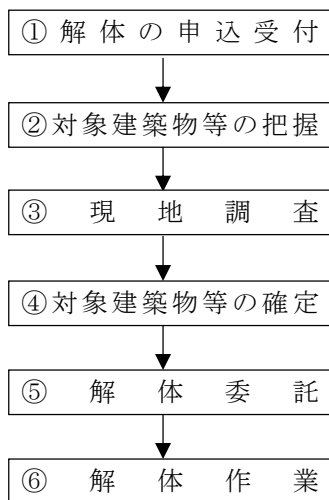 ①解体の申込受付
②対象建築物等の把握
③現地調査
④対象建築物等の確定
⑤解体委託
⑥解体作業